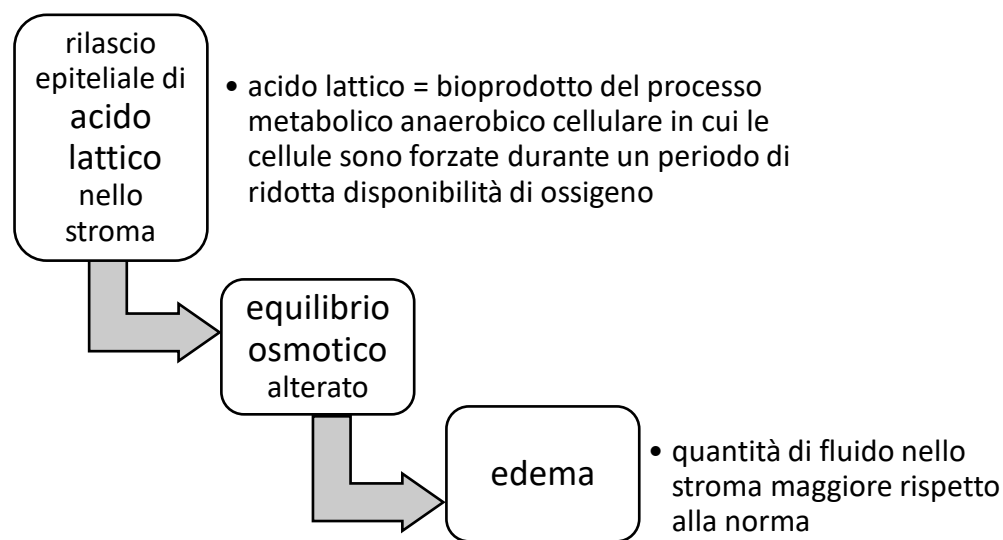 rilascio
epiteliale di
acido
lattico
nello
stroma
• acido lattico = bioprodotto del processo
metabolico anaerobico cellulare in cui le
cellule sono forzate durante un periodo di
ridotta disponibilità di ossigeno
equilibrio
osmotico
alterato
edema
• quantità di fluido nello
stroma maggiore rispetto
alla norma